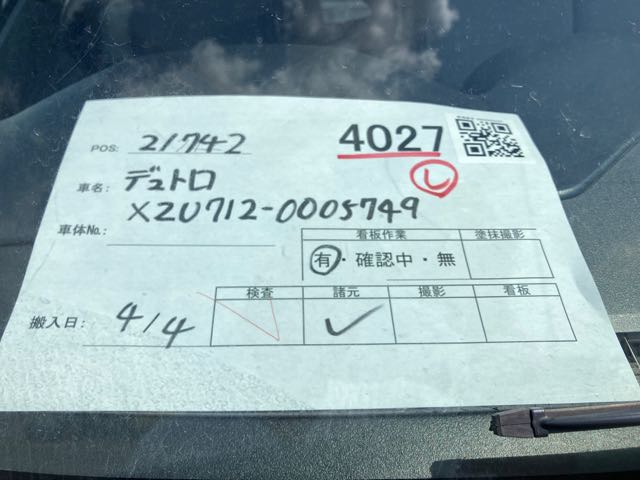 POS: 21742
4027
車名: デュトロ
し
車体No.: XZU712-0005749
看板作業 塗抹撮影
有・確認中・無
検査 諸元 撮影 看板
搬入日: 4/4